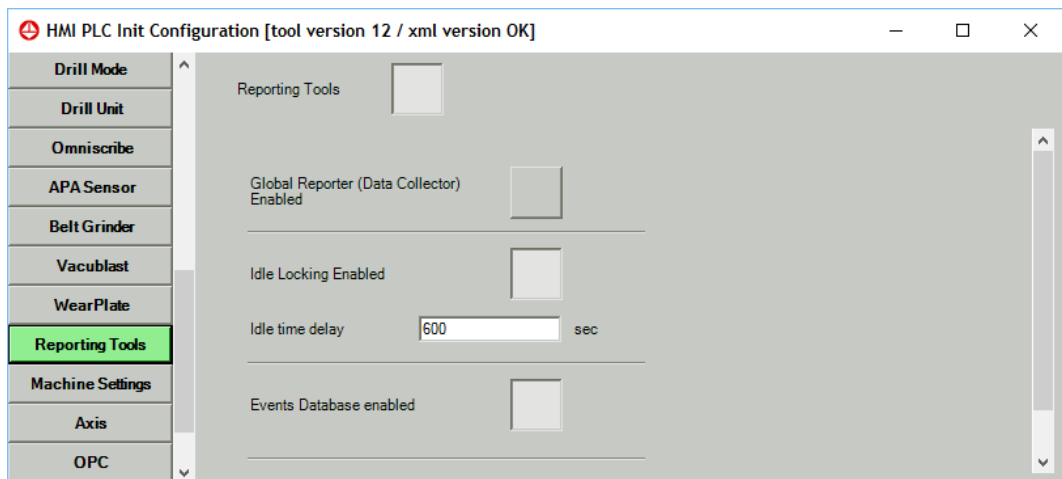 HMI PLC Init Configuration [tool version 12 / xml version OK]
Drill Mode
Drill Unit
Omniscribe
APA Sensor
Belt Grinder
Vacublast
WearPlate
Reporting Tools
Machine Settings
Axis
OPC
Reporting Tools
Global Reporter (Data Collector)
Enabled
Idle Locking Enabled
Idle time delay 600 sec
Events Database enabled